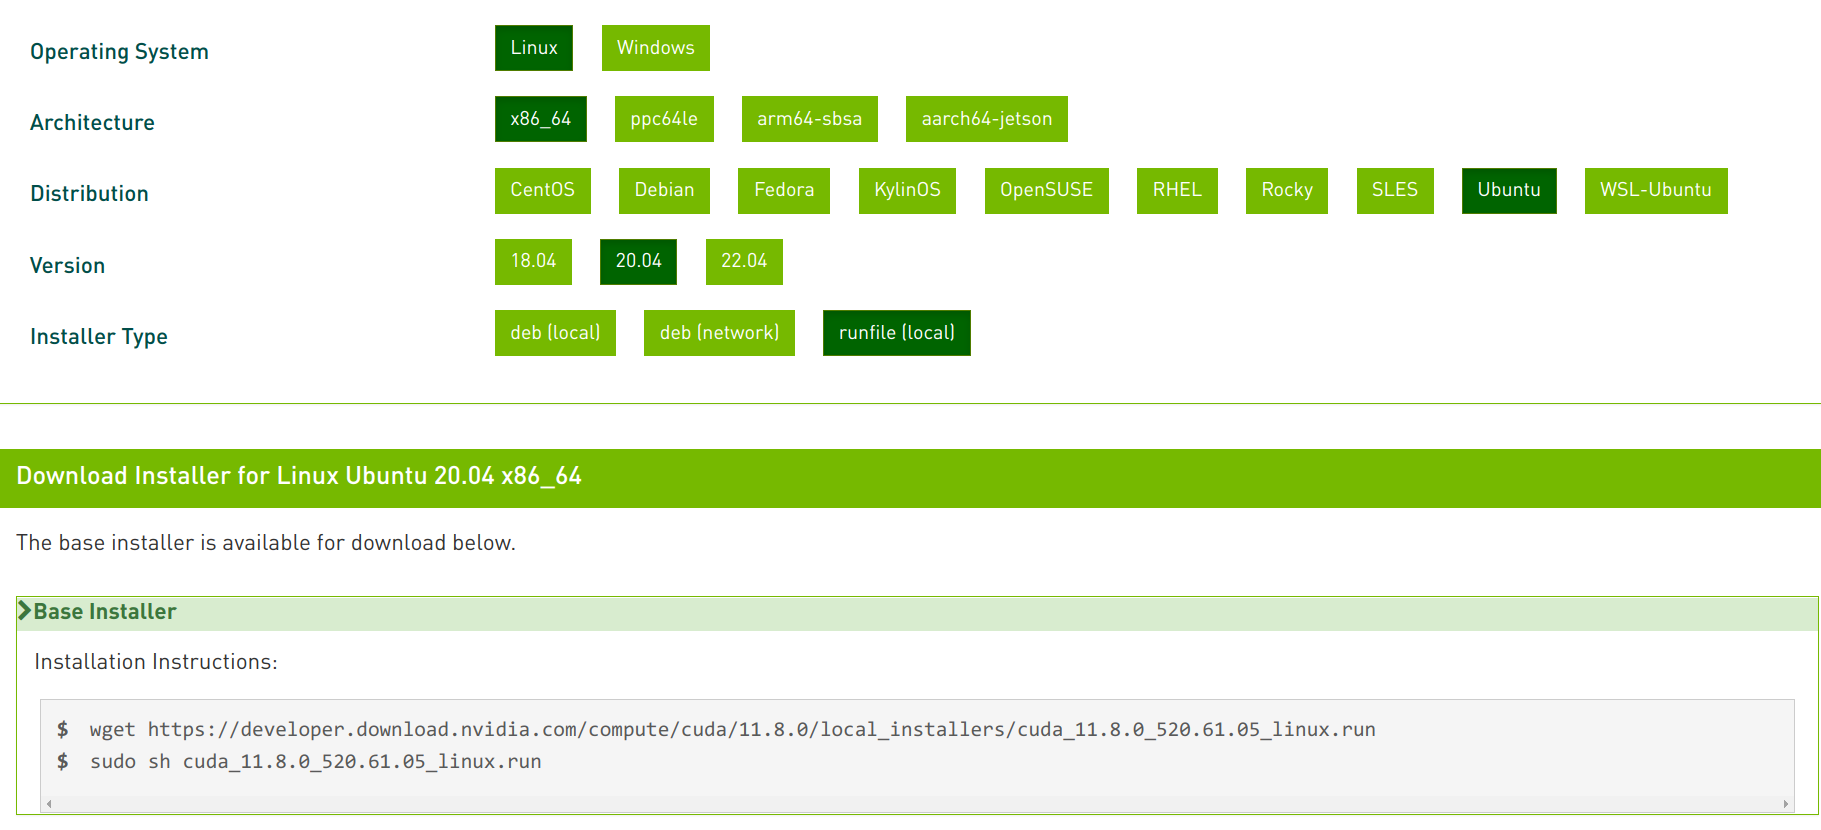 Operating System Linux Windows
Architecture x86_64 ppc64le arm64-sbsa aarch64-jetson
Distribution CentOS Debian Fedora KylinOS OpenSUSE RHEL Rocky SLES Ubuntu WSL-Ubuntu
Version 18.04 20.04 22.04
Installer Type deb (local) deb (network) runfile (local)
Download Installer for Linux Ubuntu 20.04 x86_64
The base installer is available for download below.
Base Installer
Installation Instructions:
$ wget https://developer.download.nvidia.com/compute/cuda/11.8.0/local_installers/cuda_11.8.0_520.61.05_linux.run
$ sudo sh cuda_11.8.0_520.61.05_linux.run